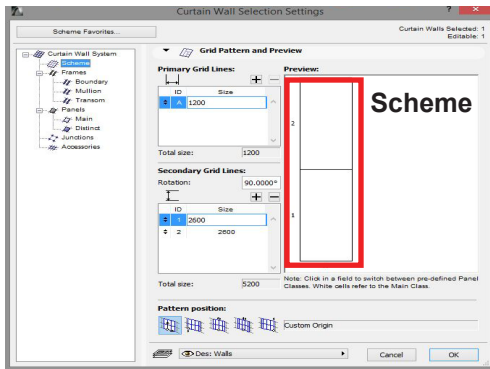 Curtain Wall Selection Settings
?
Scheme Favorites...
Curtain Walls Selected: 1
Editable: 1
Curtain Wall System
Scheme
Frames
Boundary
Mullion
Transom
Panels
Main
Distinct
Junctions
Accessories
Grid Pattern and Preview
Primary Grid Lines:
ID Size
A 1200
Total size: 1200
Secondary Grid Lines:
Rotation: 90.0000°
ID Size
1 2600
2 2600
Total size: 5200
Preview:
2
1
Scheme
Note: Click in a field to switch between pre-defined Panel
Classes. White cells refer to the Main Class.
Pattern position:
Custom Origin
Des: Walls
Cancel
OK